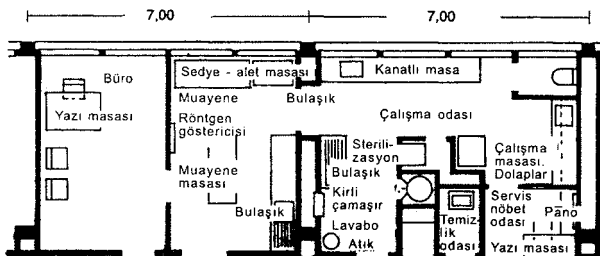 7,00
7,00
Büro
Yazı masası
Sedye - alet masası
Muayene
Röntgen
göstericisi
Muayene
masası
Bulaşık
Bulaşık
Kanatlı masa
Çalışma odası
Sterili-
zasyon
Bulaşık
Kirli
çamaşır
Lavabo
Atık
Çalışma
masası.
Dolaplar
Temiz-
lik
odası
Servis
nöbet
odası
Pano
Yazı masası